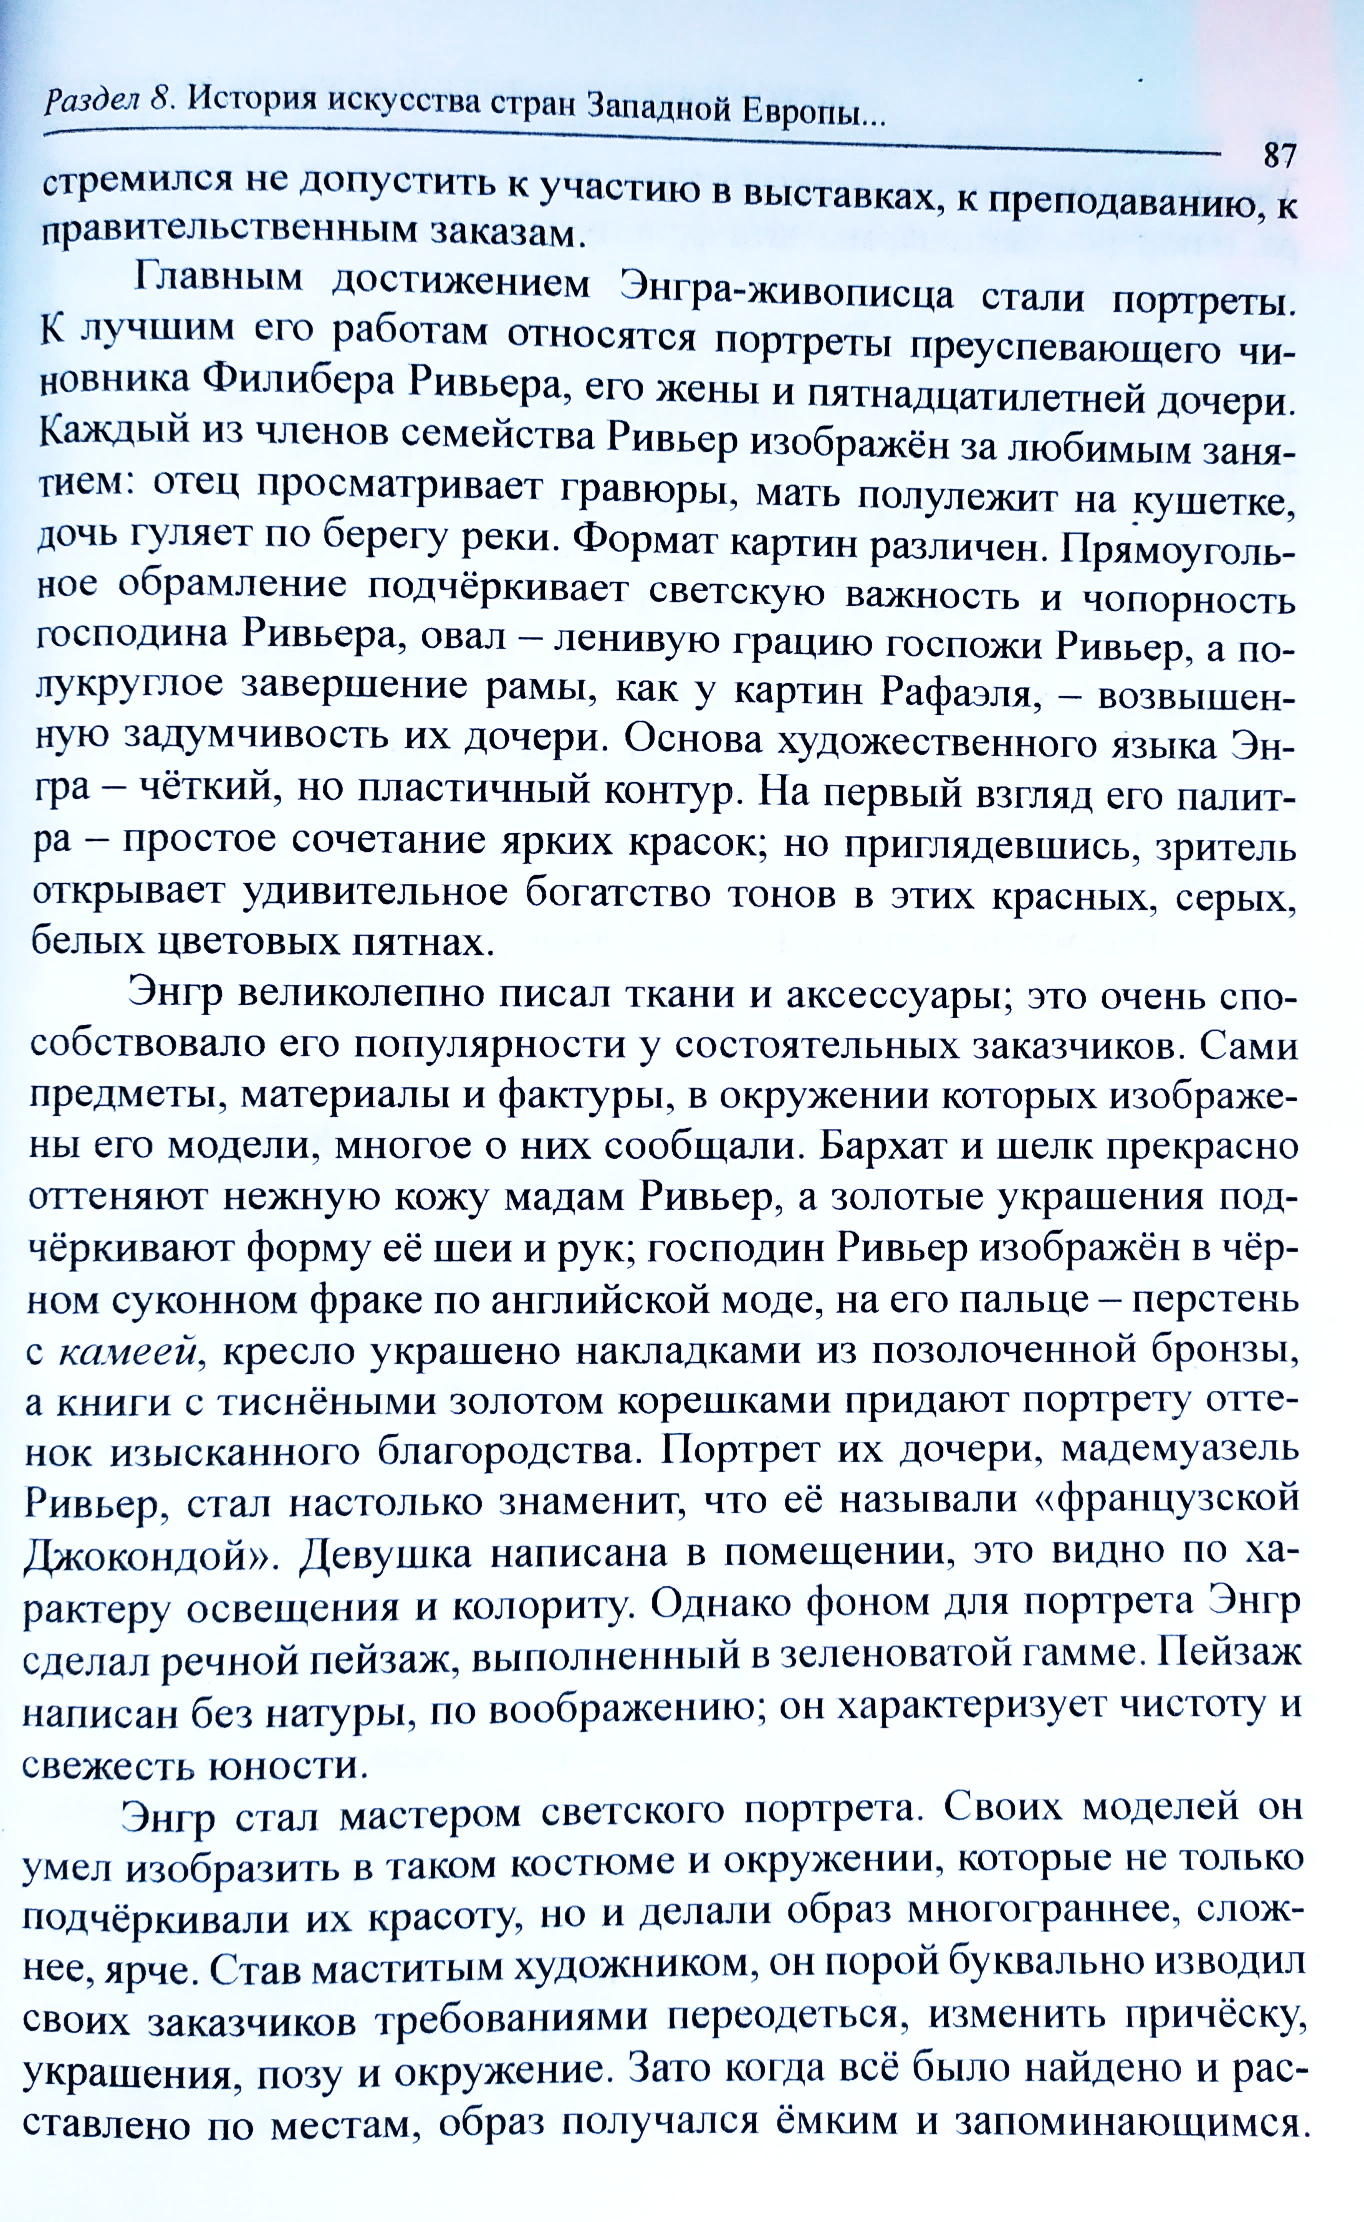 Раздел 8. История искусства стран Западной Европы...
87
стремился не допустить к участию в выставках, к преподаванию, к
правительственным заказам.
Главным достижением Энгра-живописца стали портреты.
К лучшим его работам относятся портреты преуспевающего чи-
новника Филибера Ривьера, его жены и пятнадцатилетней дочери.
Каждый из членов семейства Ривьер изображён за любимым заня-
тием: отец просматривает гравюры, мать полулежит на кушетке,
дочь гуляет по берегу реки. Формат картин различен. Прямоуголь-
ное обрамление подчёркивает светскую важность и чопорность
господина Ривьера, овал – ленивую грацию госпожи Ривьер, а по-
лукруглое завершение рамы, как у картин Рафаэля, – возвышен-
ную задумчивость их дочери. Основа художественного языка Эн-
гра – чёткий, но пластичный контур. На первый взгляд его палит-
ра – простое сочетание ярких красок; но приглядевшись, зритель
открывает удивительное богатство тонов в этих красных, серых,
белых цветовых пятнах.
Энгр великолепно писал ткани и аксессуары; это очень спо-
собствовало его популярности у состоятельных заказчиков. Сами
предметы, материалы и фактуры, в окружении которых изображе-
ны его модели, многое о них сообщали. Бархат и шелк прекрасно
оттеняют нежную кожу мадам Ривьер, а золотые украшения под-
чёркивают форму её шеи и рук; господин Ривьер изображён в чёр-
ном суконном фраке по английской моде, на его пальце – перстень
с камеей, кресло украшено накладками из позолоченной бронзы,
а книги с тиснёными золотом корешками придают портрету отте-
нок изысканного благородства. Портрет их дочери, мадемуазель
Ривьер, стал настолько знаменит, что её называли «французской
Джокондой». Девушка написана в помещении, это видно по ха-
рактеру освещения и колориту. Однако фоном для портрета Энгр
сделал речной пейзаж, выполненный в зеленоватой гамме. Пейзаж
написан без натуры, по воображению; он характеризует чистоту и
свежесть юности.
Энгр стал мастером светского портрета. Своих моделей он
умел изобразить в таком костюме и окружении, которые не только
подчёркивали их красоту, но и делали образ многограннее, слож-
нее, ярче. Став маститым художником, он порой буквально изводил
своих заказчиков требованиями переодеться, изменить причёску,
украшения, позу и окружение. Зато когда всё было найдено и рас-
ставлено по местам, образ получался ёмким и запоминающимся.